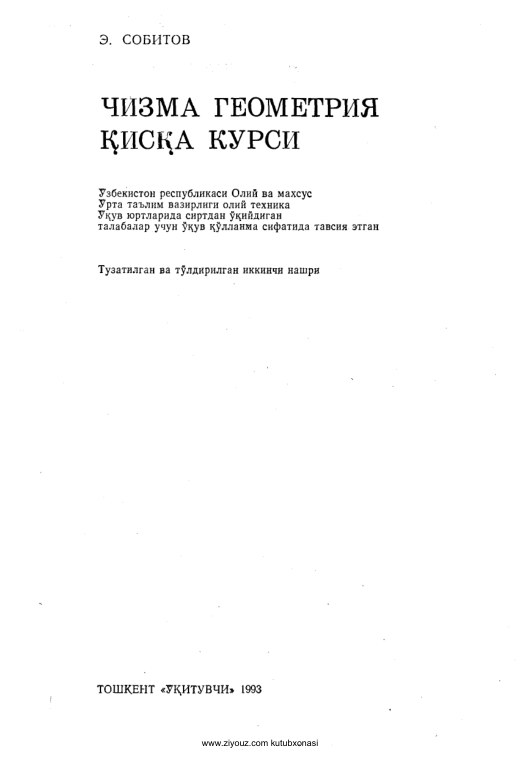 Э. СОБИТОВ
ЧИЗМА ГЕОМЕТРИЯ
ҚИСҚА КУРСИ
Ўзбекистон республикаси Олий ва махсус
Ўрта таълим вазирлиги олий техника
Ўқув юртларида сиртдан ўқийдиган
талабалар учун ўқув қўлланма сифатида тавсия этган
Тузатилган ва тўлдирилган иккинчи нашри
ТОШКЕНТ «ЎҚИТУВЧИ» 1993
www.ziyouz.com kutubxonasi